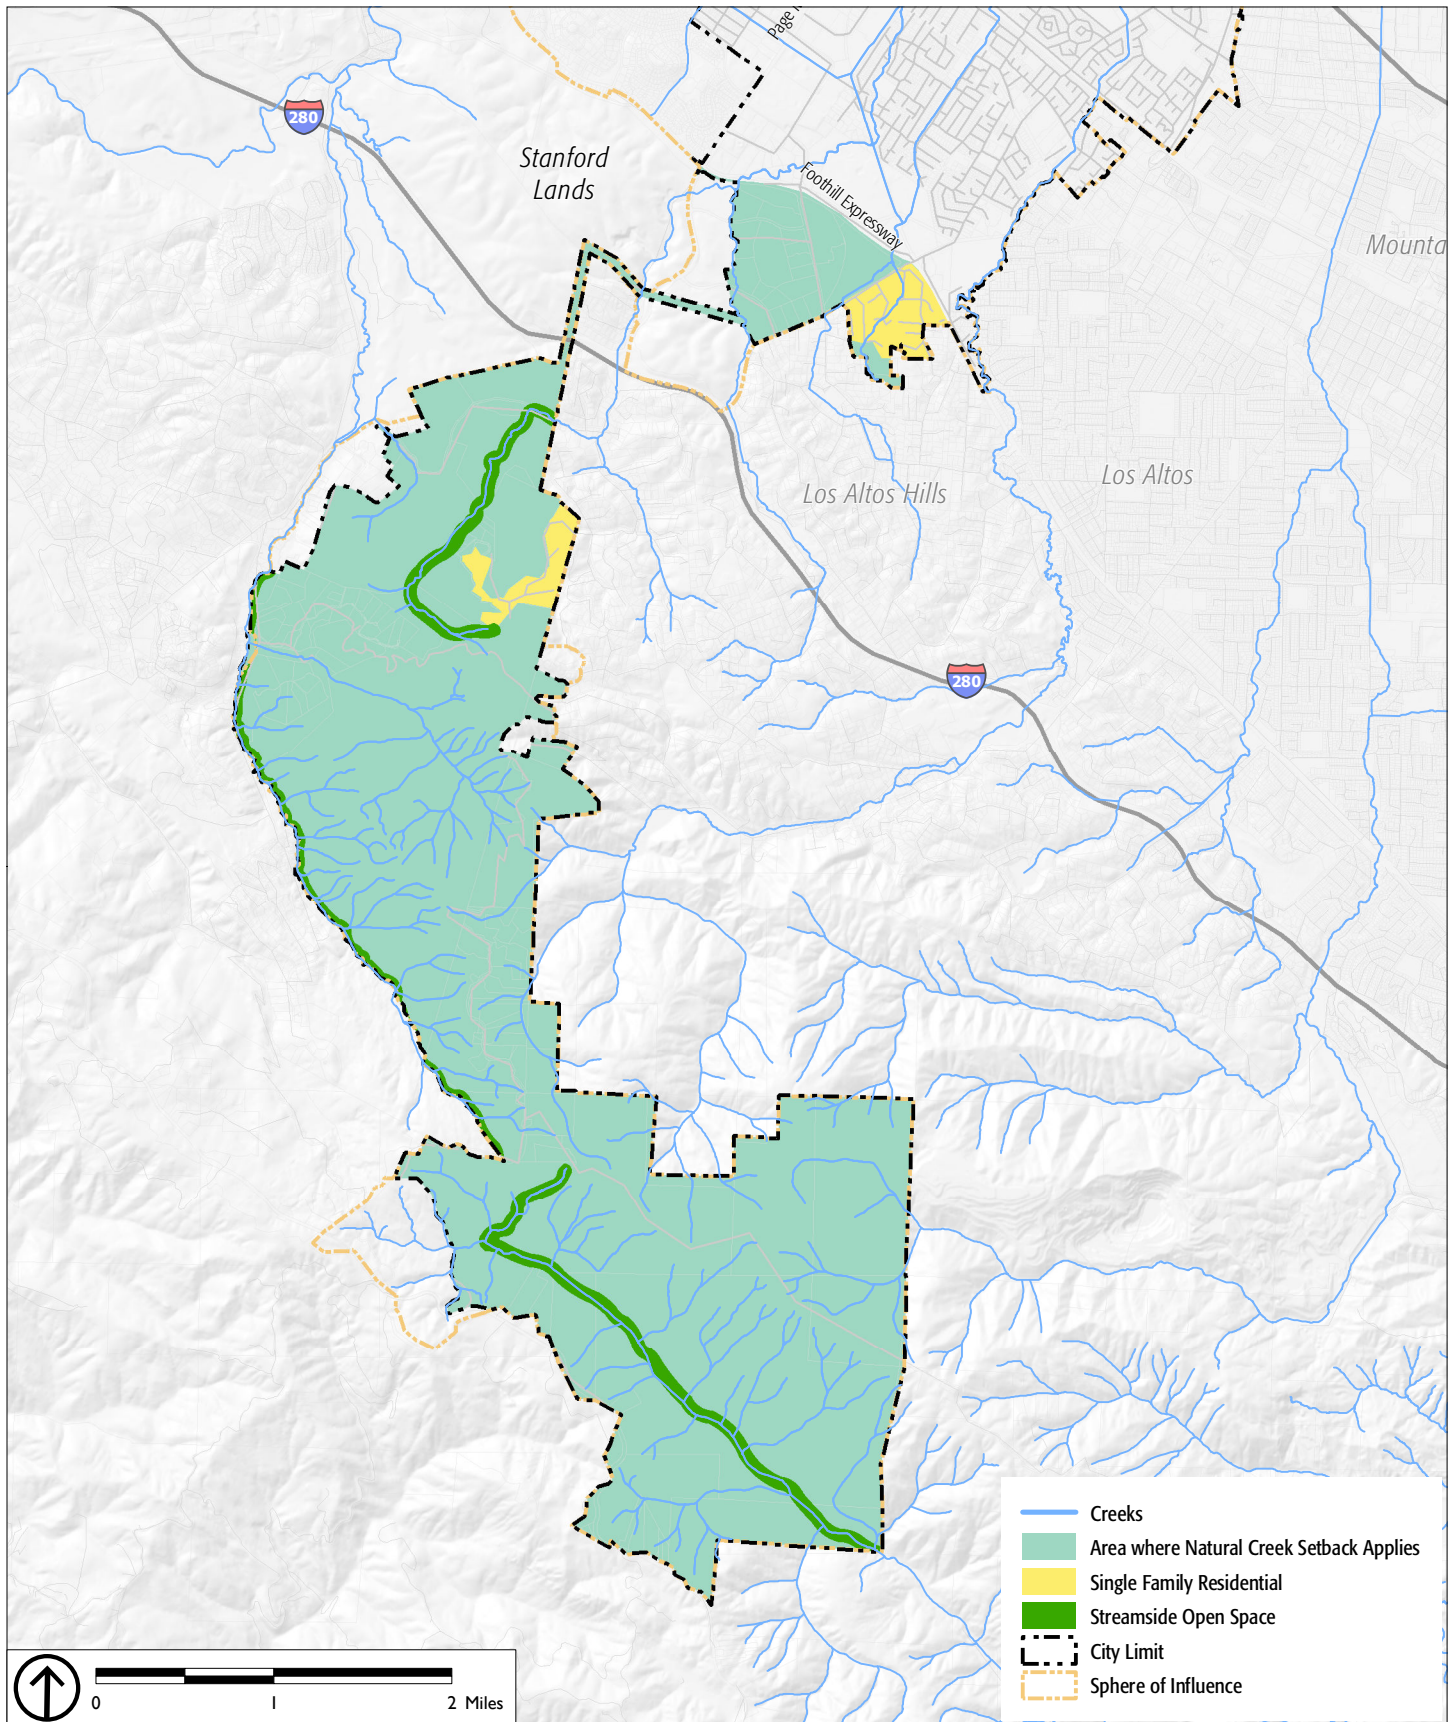 Page
280
Stanford
Lands
Foothill Expressway
Mounta
Los Altos
Los Altos Hills
280
Creeks
Area where Natural Creek Setback Applies
Single Family Residential
Streamside Open Space
City Limit
Sphere of Influence
0 1 2 Miles